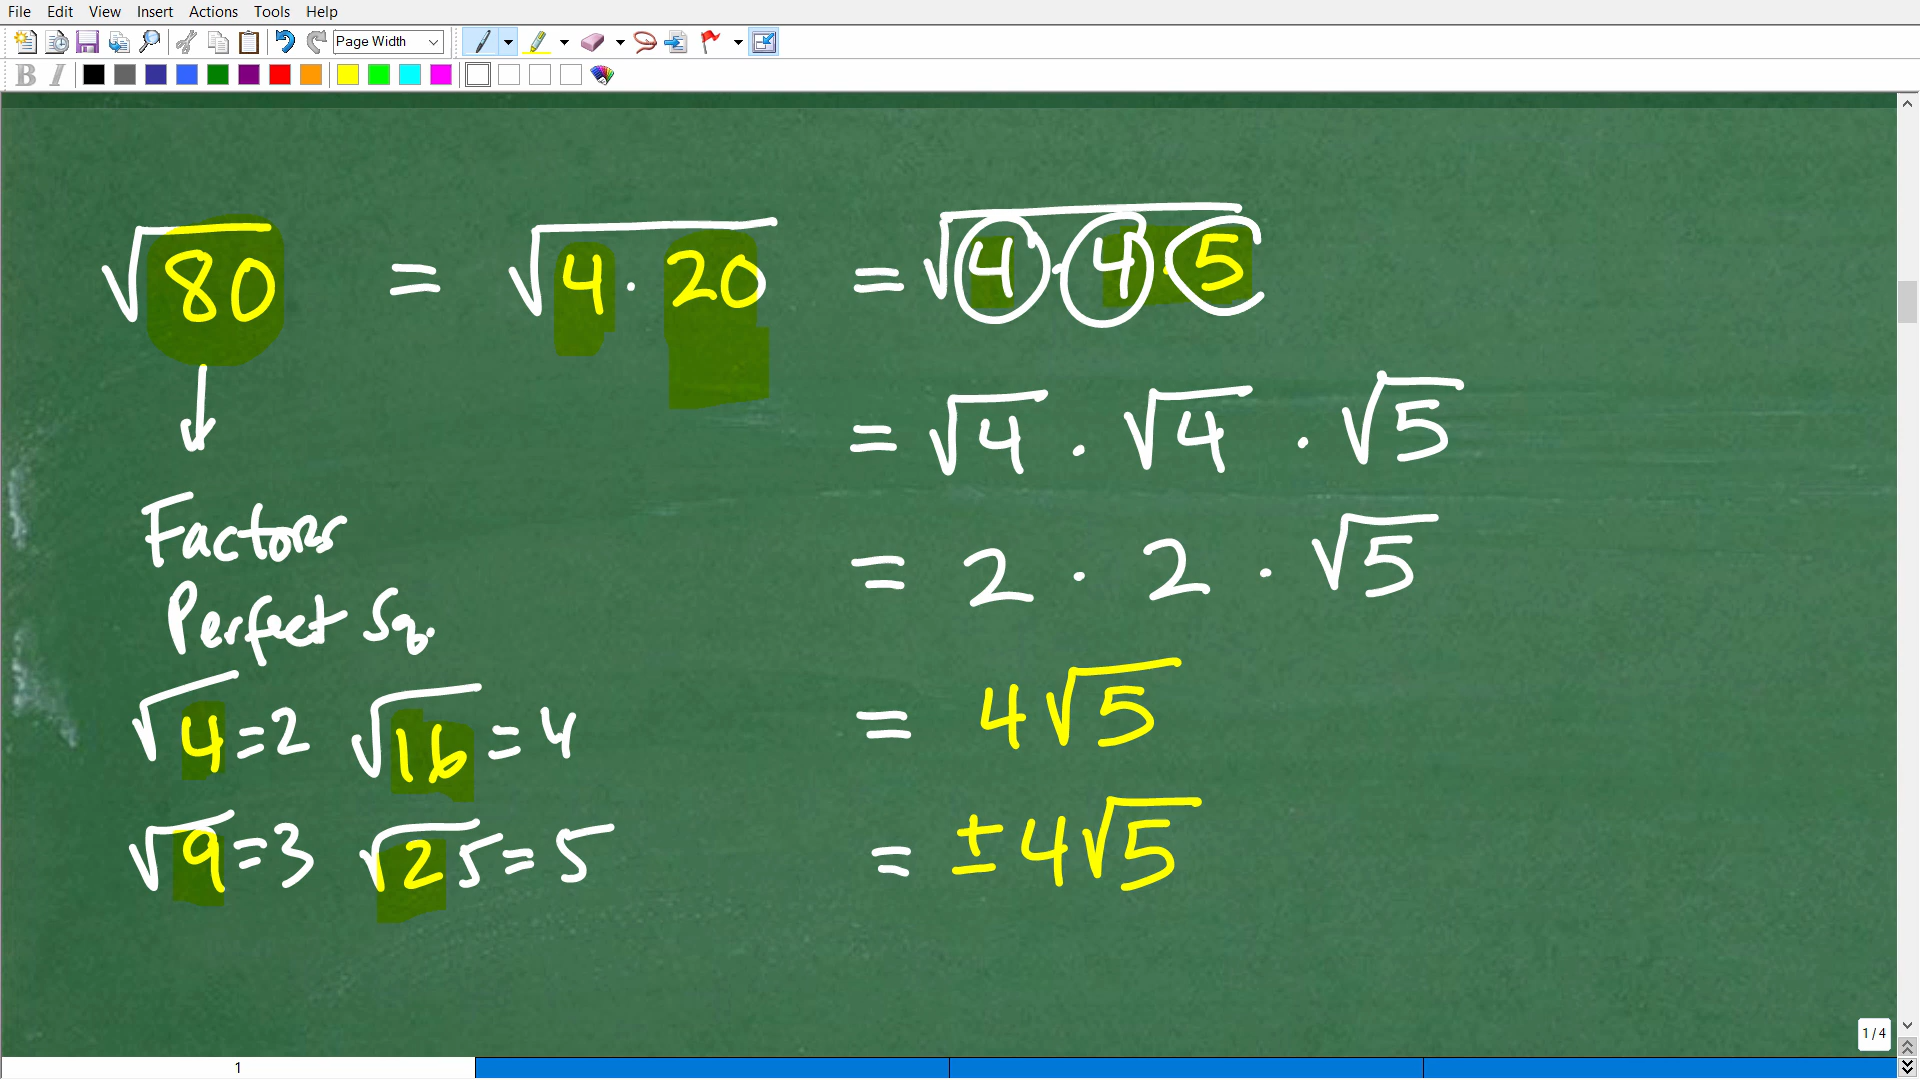 File Edit View Insert Actions Tools Help
Page Width
B I
√80 = √4·20 = √4·4·5
= √4 · √4 · √5
= 2 · 2 · √5
= 4√5
= ±4√5
Factors
Perfect Sq.
√4=2 √16=4
√9=3 √25=5
1/4
1